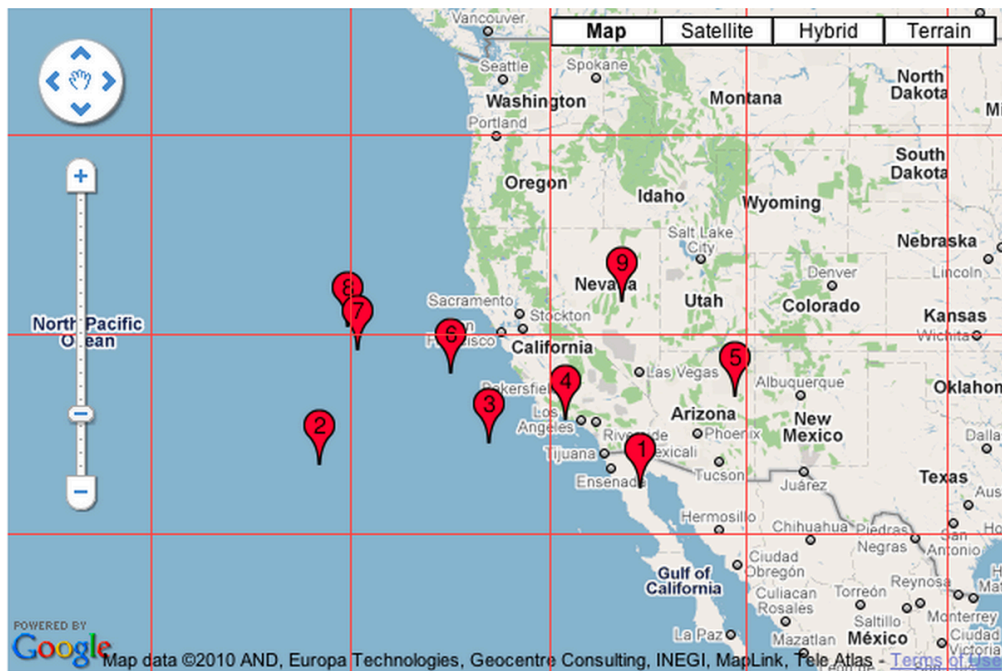 Vancouver
Map
Satellite
Hybrid
Terrain
Seattle
Spokane
Washington
Montana
North
Dakota
Portland
Oregon
Idaho
South
Dakota
Wyoming
Salt Lake
City
Nebraska
Lincoln
9
Nevada
Denver
8
7
Sacramento
Stockton
Utah
Colorado
Kansas
Wichita
North Pacific
Ocean
6
California
5
Las Vegas
Albuquerque
4
3
Los
Angeles
Arizona
New
Mexico
2
Phoenix
1
Tijuana
Ensenada
Tucson
Juárez
Texas
Hermosillo
Chihuahua
Piedras
Negras
San
Antonio
Ciudad
Obregón
Gulf of
California
Culiacan
Rosales
Torreón
Reynosa
Saltillo
Monterrey
La Paz
Mazatlan
México
Ciudad
POWERED BY
Google
Map data ©2010 AND, Europa Technologies, Geocentre Consulting, INEGI, MapLink, Tele Atlas - Terms of Use